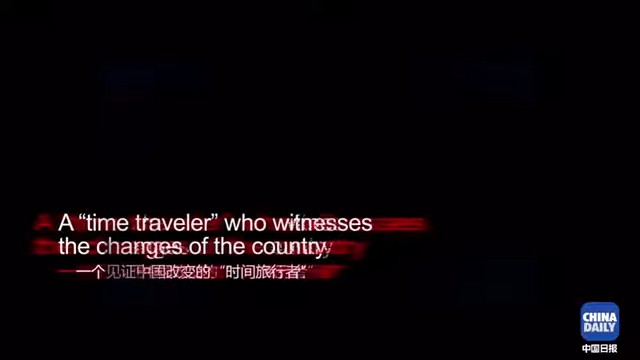 A “time traveler” who witnesses
the changes of the country
一个见证中国改变的“时间旅行者”
CHINA
DAILY
中国日报